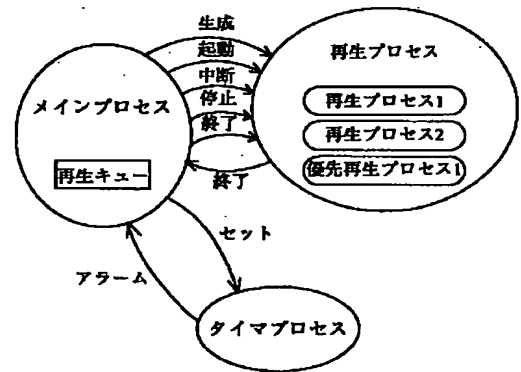 生成
起動
中断
停止
終了
終了
メインプロセス
再生キュー
再生プロセス
再生プロセス1
再生プロセス2
優先再生プロセス1
セット
アラーム
タイマプロセス